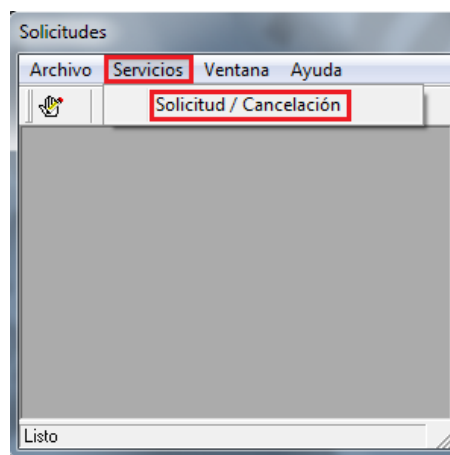 Solicitudes
Archivo Servicios Ventana Ayuda
Solicitud / Cancelación
Listo